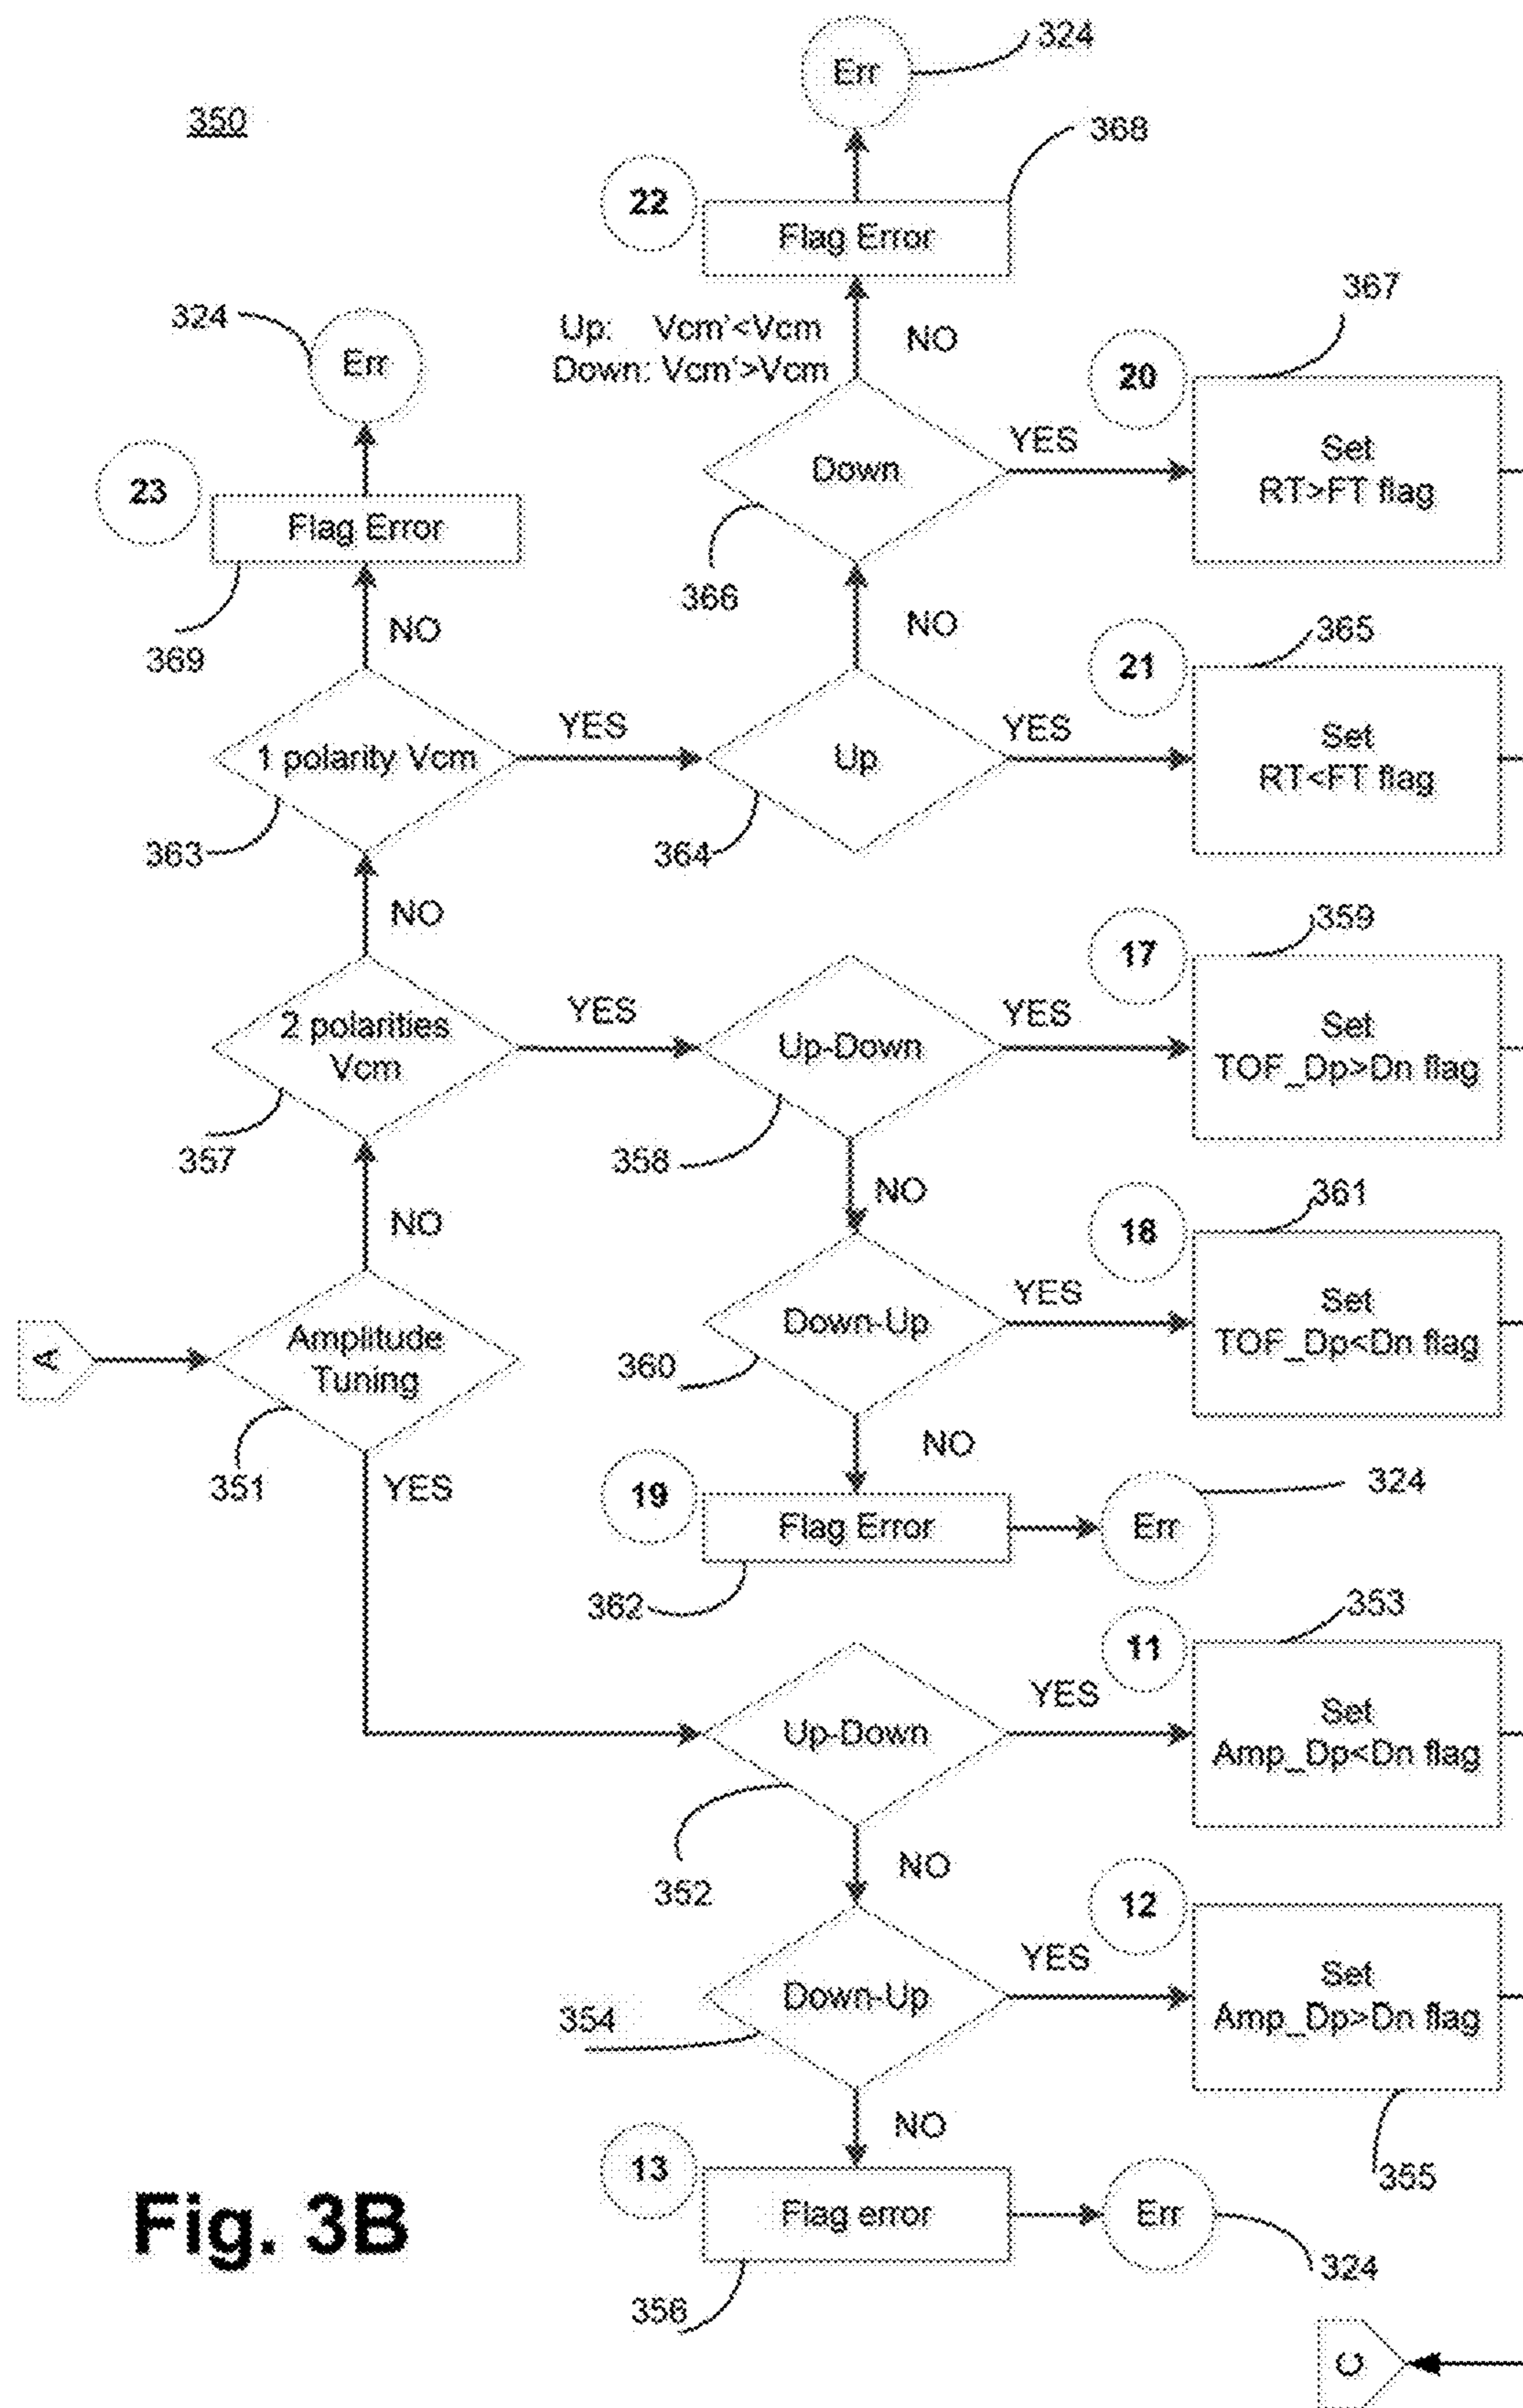 324
Err
350
368
22
Flag Error
367
324
Err
Up: Vcm'<Vcm
Down: Vcm'>Vcm
NO
20
23
Down
YES
Set
RT>FT flag
Flag Error
366
NO
NO
369
365
21
1 polarity Vcm
YES
Up
YES
Set
RT<FT flag
363
364
NO
359
17
2 polarities
Vcm
YES
Up-Down
YES
Set
TOF_Dp>Dn flag
357
358
NO
361
18
NO
Amplitude
Tuning
A
Down-Up
YES
Set
TOF_Dp<Dn flag
360
NO
351
YES
19
Flag Error
Err
324
362
353
11
Up-Down
YES
Set
Amp_Dp<Dn flag
352
NO
12
Down-Up
YES
Set
Amp_Dp>Dn flag
354
NO
355
13
Flag error
Err
324
356
Fig. 3B
C